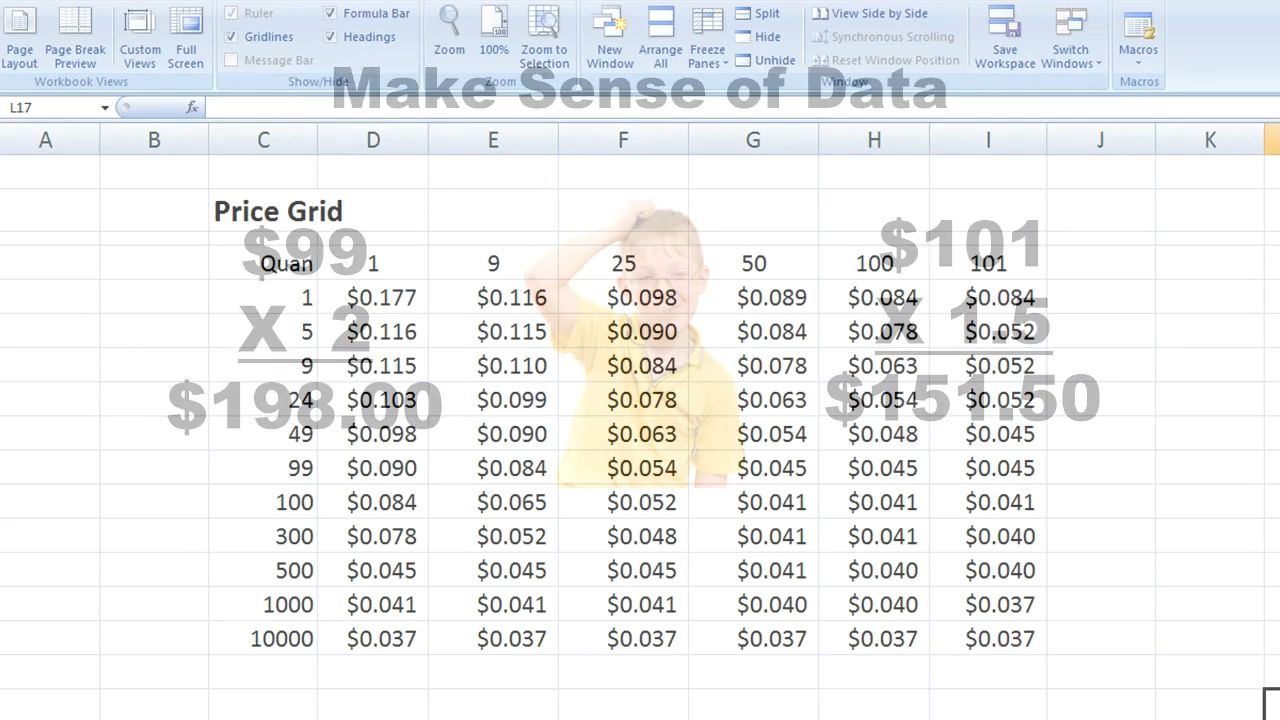 Ruler Formula Bar Split View Side by Side
Gridlines Headings Hide Synchronous Scrolling
Page Layout Page Break Preview Custom Views Full Screen Zoom 100% Zoom to Selection New Window Arrange All Freeze Panes Save Workspace Switch Windows Macros
Message Bar Unhide Reset Window Position
Workbook Views Show/Hide Zoom Window Macros
Make Sense of Data
L17 fx
A B C D E F G H I J K
Price Grid
$99 $101
Quan 1 9 25 50 100 101
1 $0.177 $0.116 $0.098 $0.089 $0.084 $0.084
X 2 X 1.5
5 $0.116 $0.115 $0.090 $0.084 $0.078 $0.052
9 $0.115 $0.110 $0.084 $0.078 $0.063 $0.052
$198.00 $151.50
24 $0.103 $0.099 $0.078 $0.063 $0.054 $0.052
49 $0.098 $0.090 $0.063 $0.054 $0.048 $0.045
99 $0.090 $0.084 $0.054 $0.045 $0.045 $0.045
100 $0.084 $0.065 $0.052 $0.041 $0.041 $0.041
300 $0.078 $0.052 $0.048 $0.041 $0.041 $0.040
500 $0.045 $0.045 $0.045 $0.041 $0.040 $0.040
1000 $0.041 $0.041 $0.041 $0.040 $0.040 $0.037
10000 $0.037 $0.037 $0.037 $0.037 $0.037 $0.037